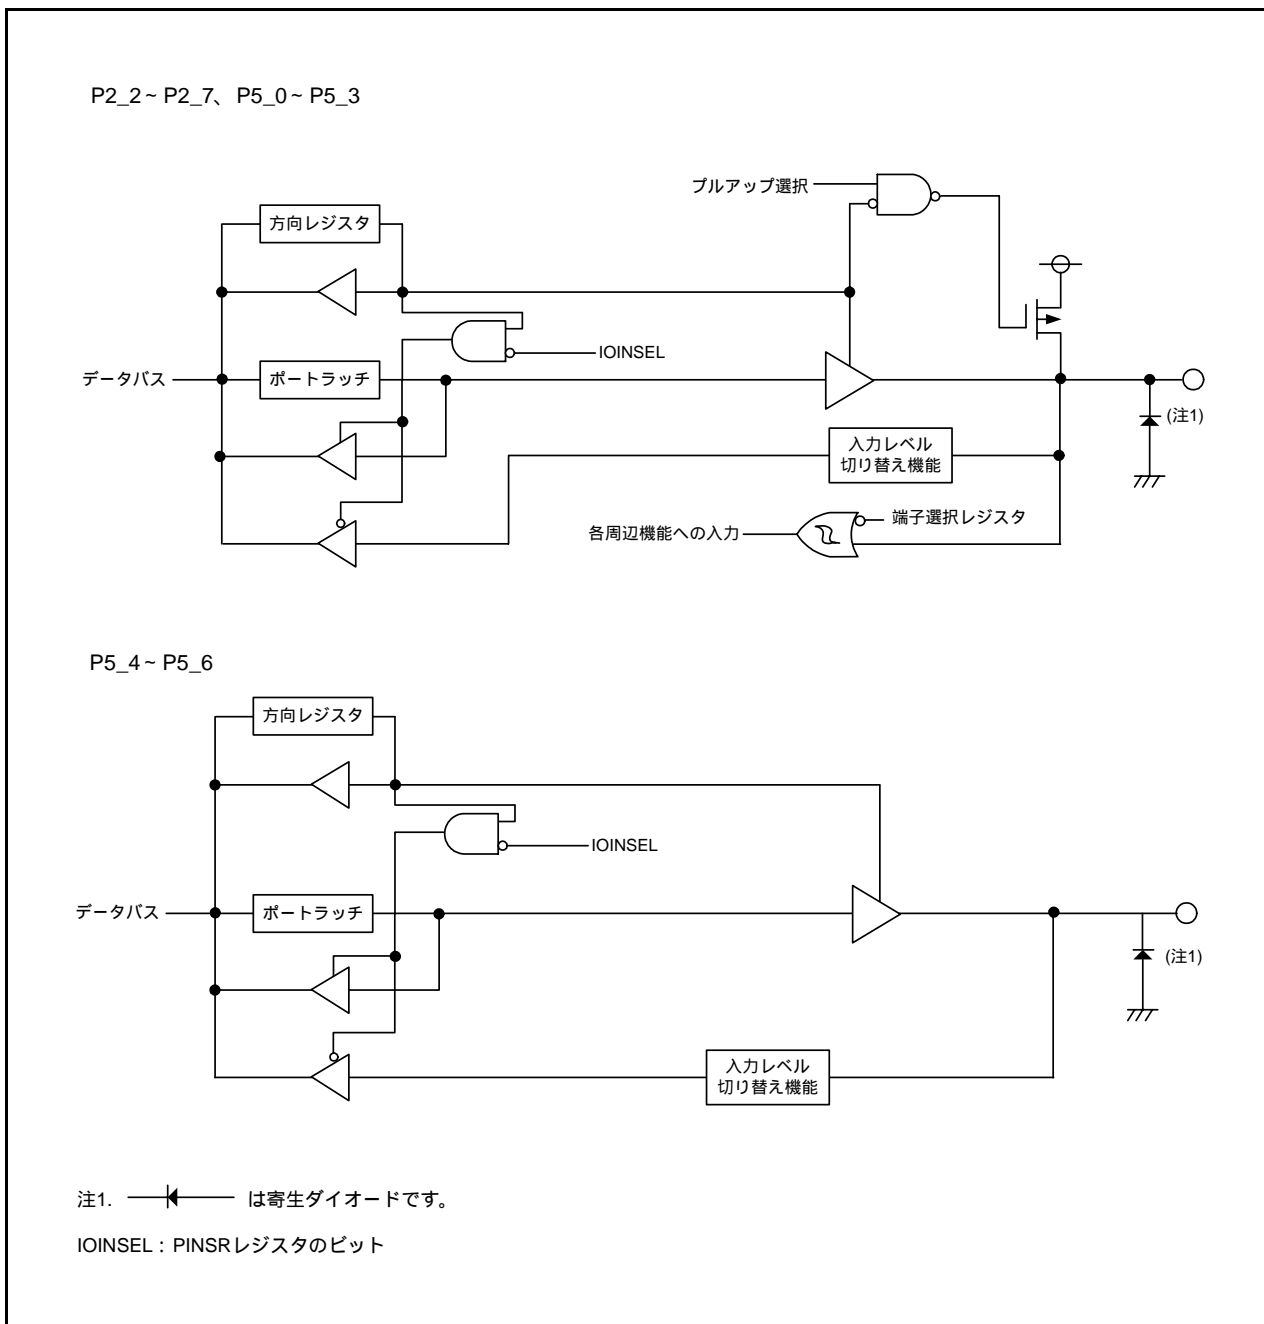 P2_2～P2_7、P5_0～P5_3
プルアップ選択
方向レジスタ
IOINSEL
データバス
ポートラッチ
(注1)
入力レベル
切り替え機能
端子選択レジスタ
各周辺機能への入力
P5_4～P5_6
方向レジスタ
IOINSEL
データバス
ポートラッチ
(注1)
入力レベル
切り替え機能
注1. は寄生ダイオードです。
IOINSEL：PINSRレジスタのビット